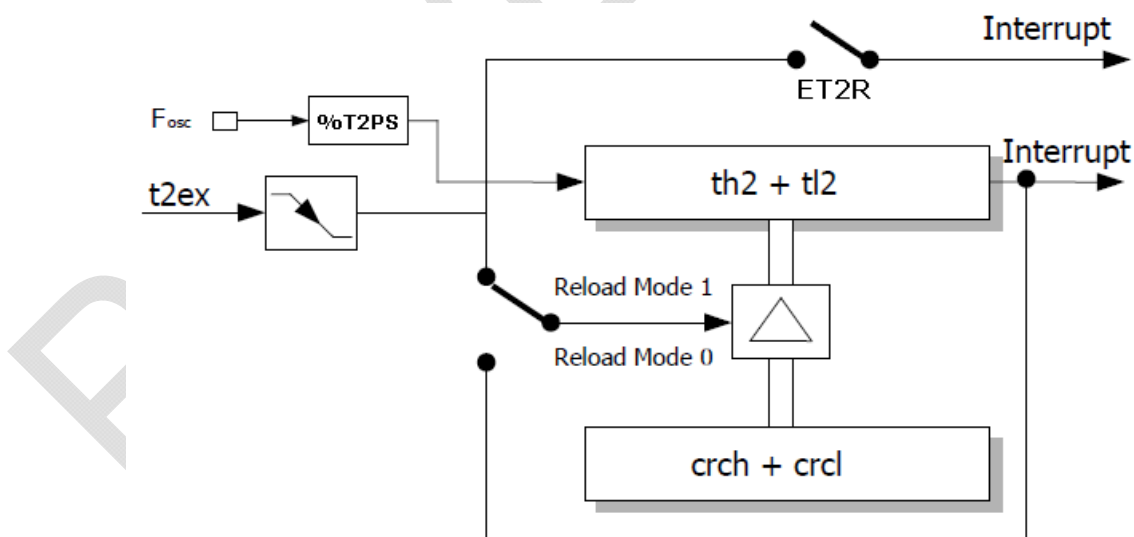 Interrupt
ET2R
Fosc
%T2PS
Interrupt
th2 + tl2
t2ex
Reload Mode 1
Reload Mode 0
crch + crcl